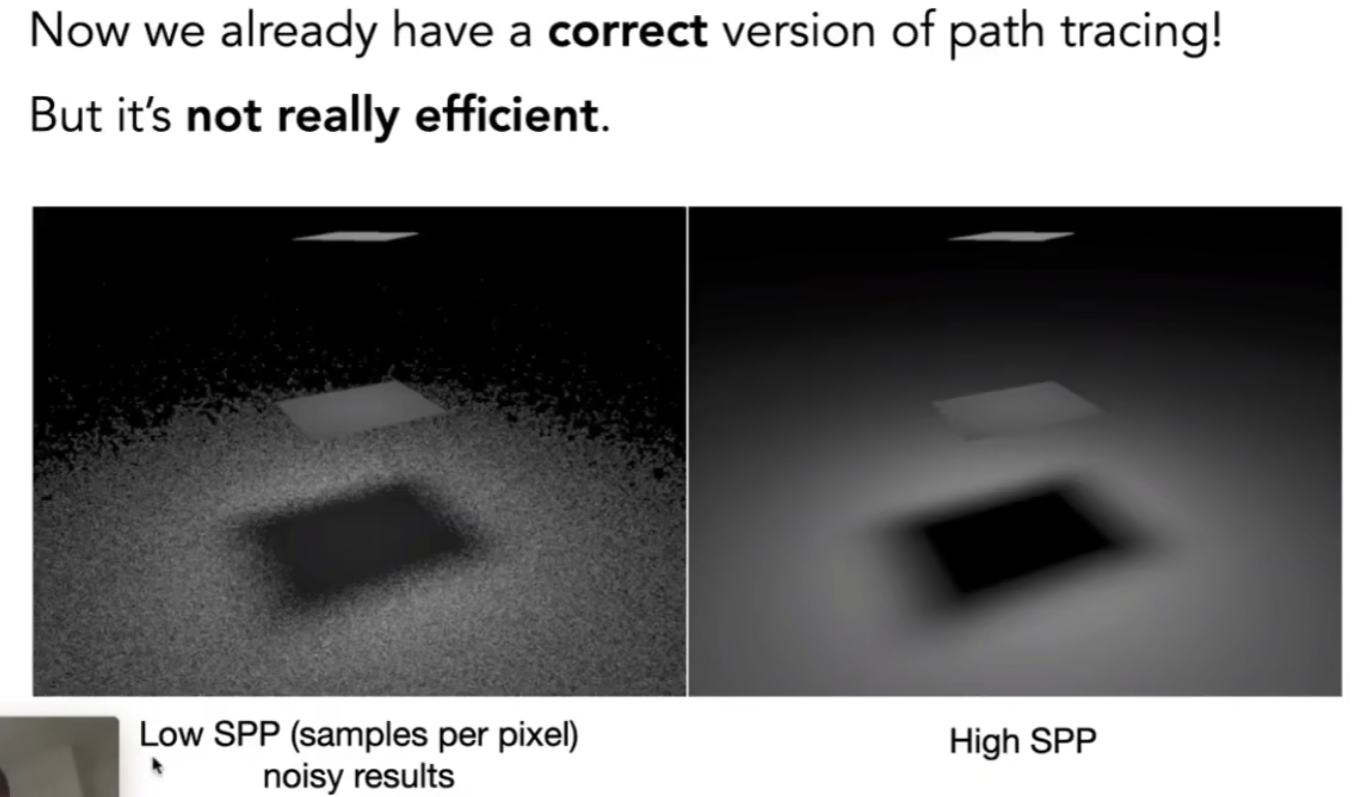 Now we already have a correct version of path tracing!
But it’s not really efficient.
Low SPP (samples per pixel)
noisy results
High SPP